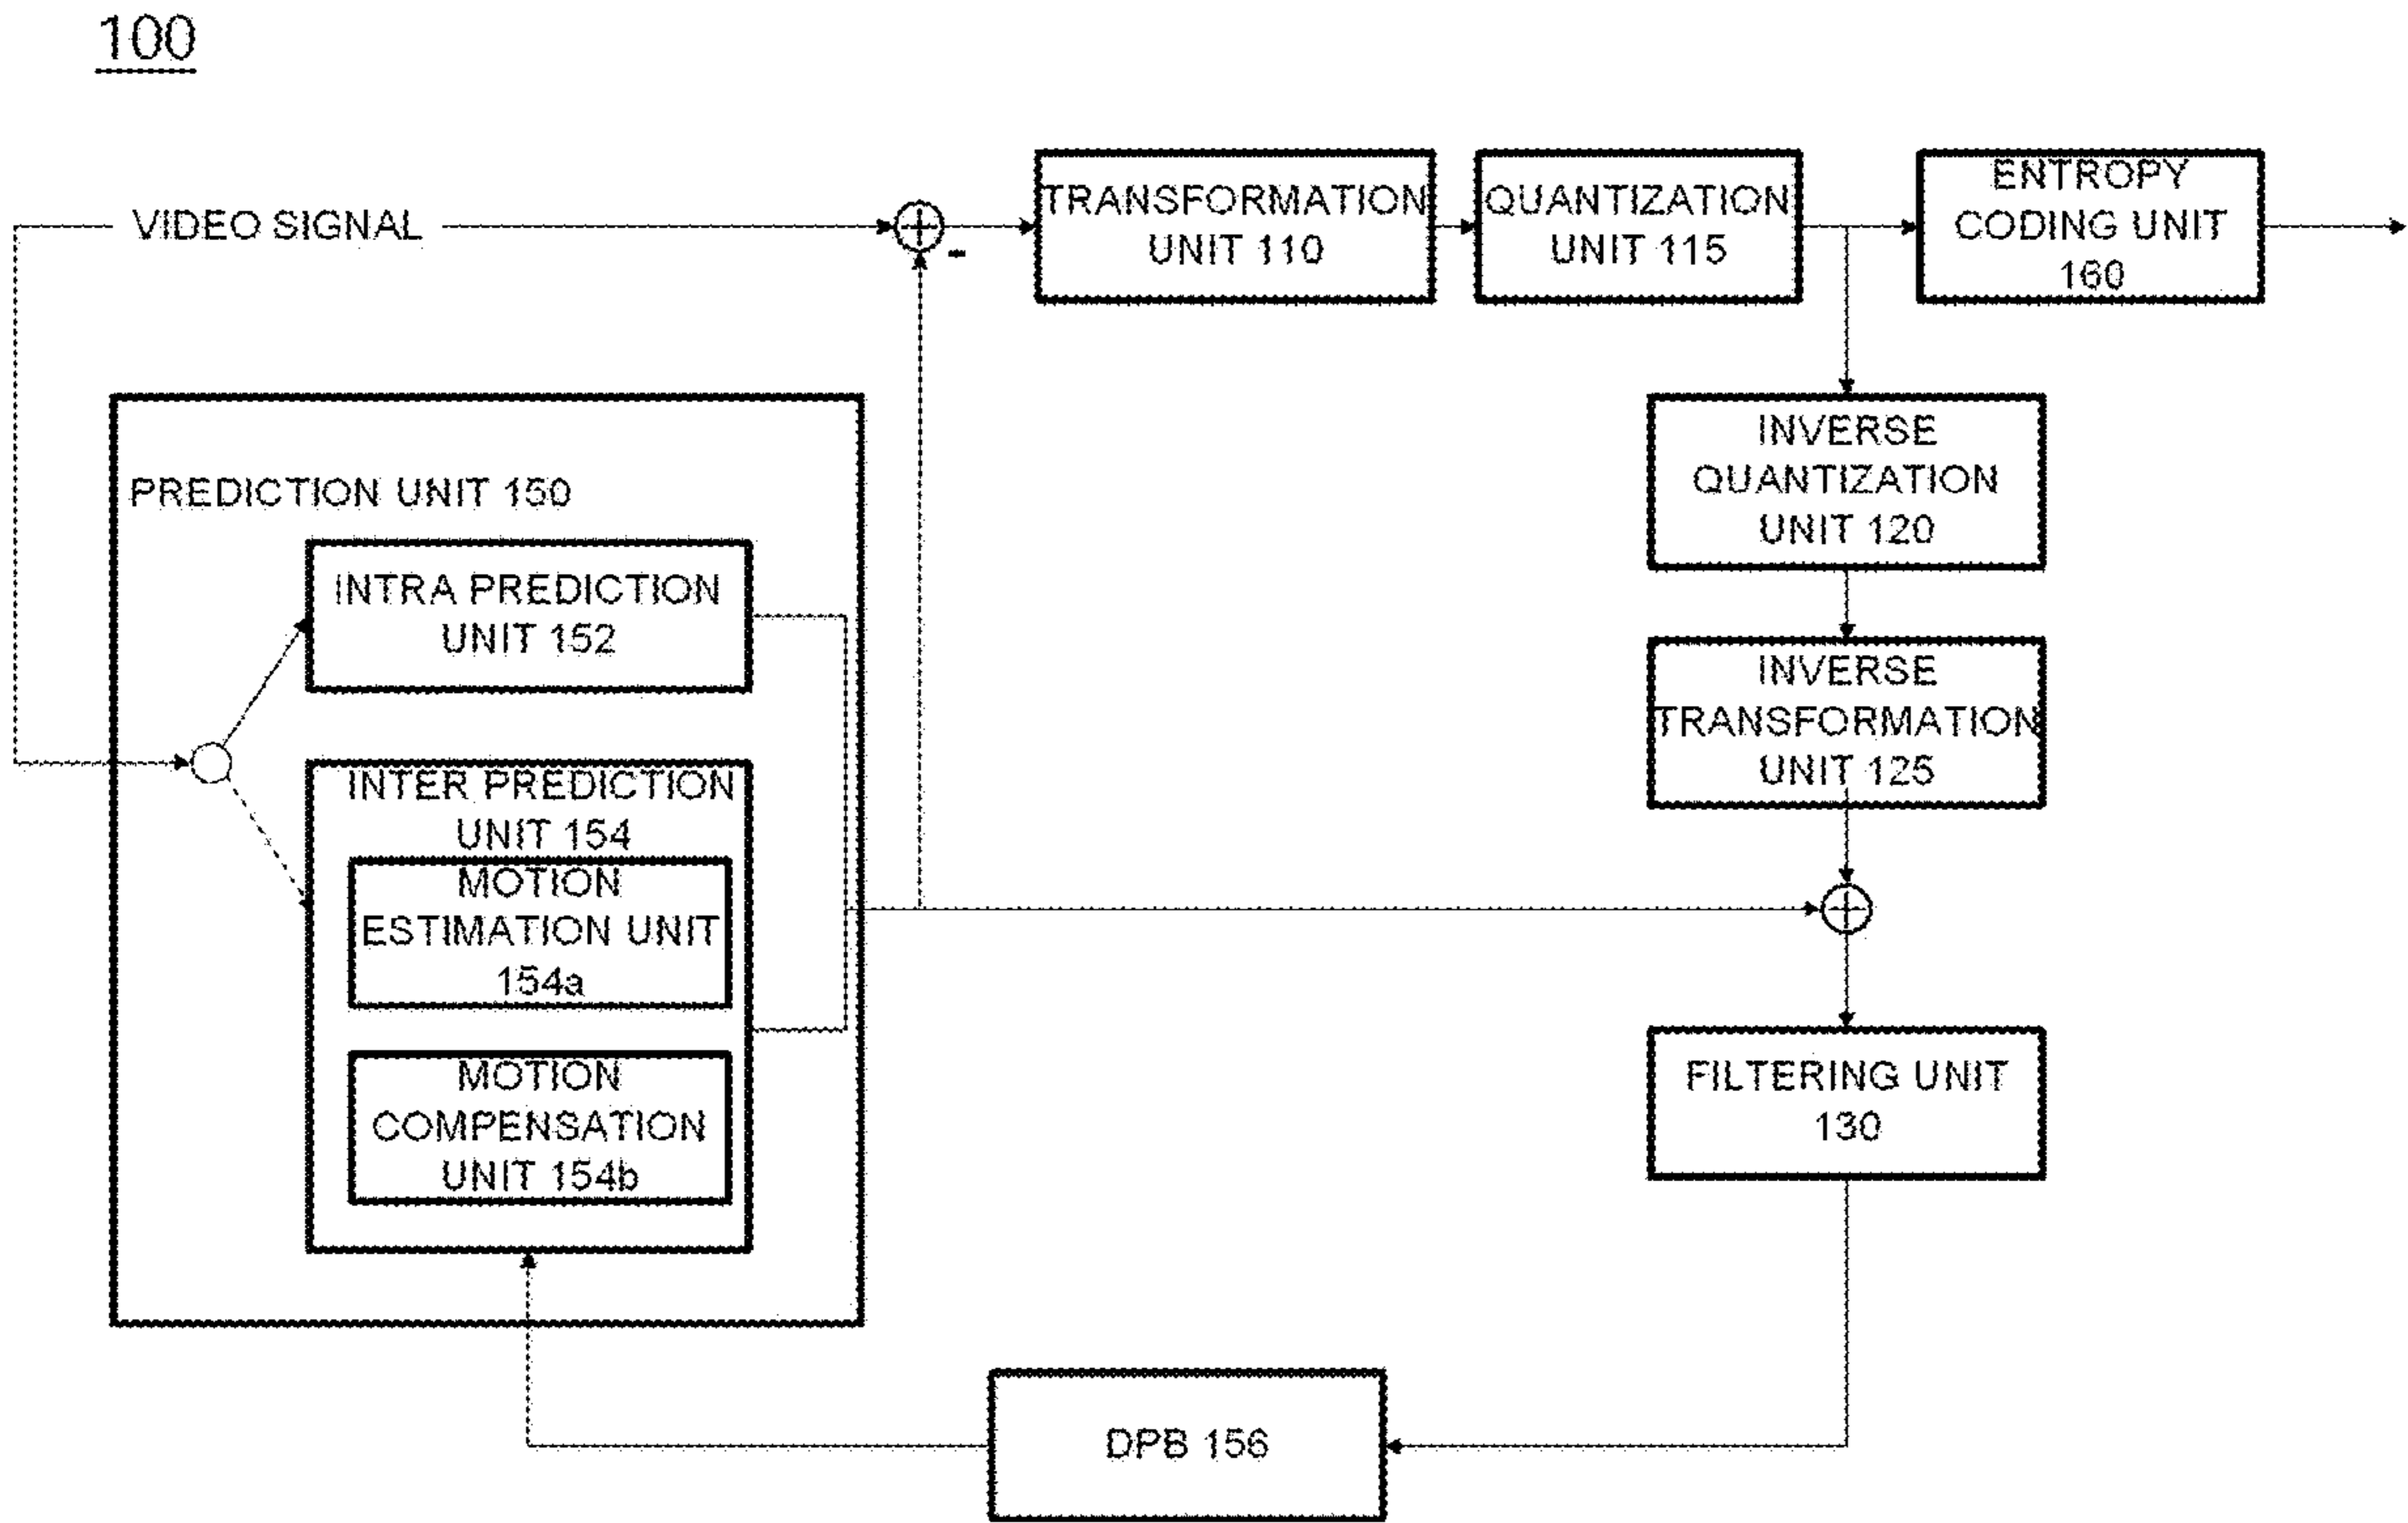 100
VIDEO SIGNAL
-
TRANSFORMATION
UNIT 110
QUANTIZATION
UNIT 115
ENTROPY
CODING UNIT
160
INVERSE
QUANTIZATION
UNIT 120
INVERSE
TRANSFORMATION
UNIT 125
PREDICTION UNIT 150
INTRA PREDICTION
UNIT 152
INTER PREDICTION
UNIT 154
MOTION
ESTIMATION UNIT
154a
MOTION
COMPENSATION
UNIT 154b
FILTERING UNIT
130
DPB 156